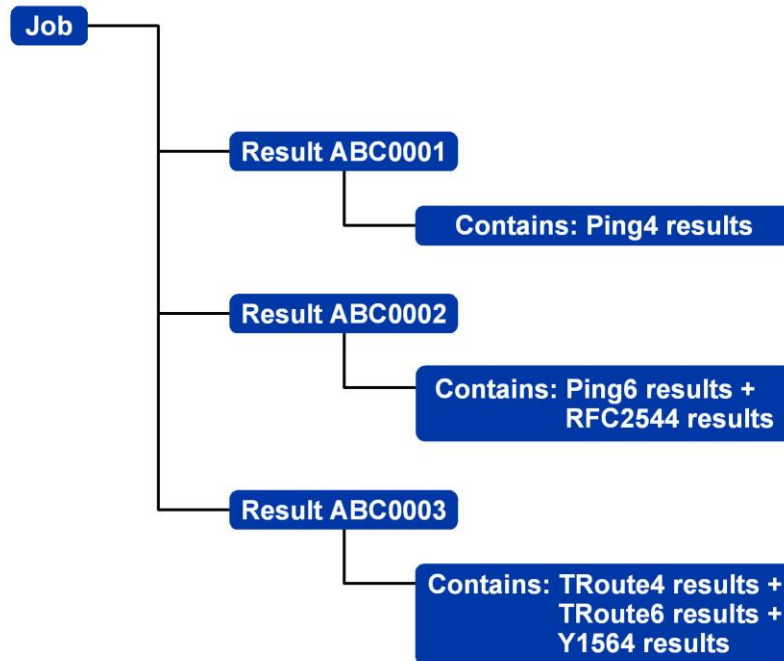 Job
Result ABC0001
Contains: Ping4 results
Result ABC0002
Contains: Ping6 results +
RFC2544 results
Result ABC0003
Contains: TRoute4 results +
TRoute6 results +
Y1564 results